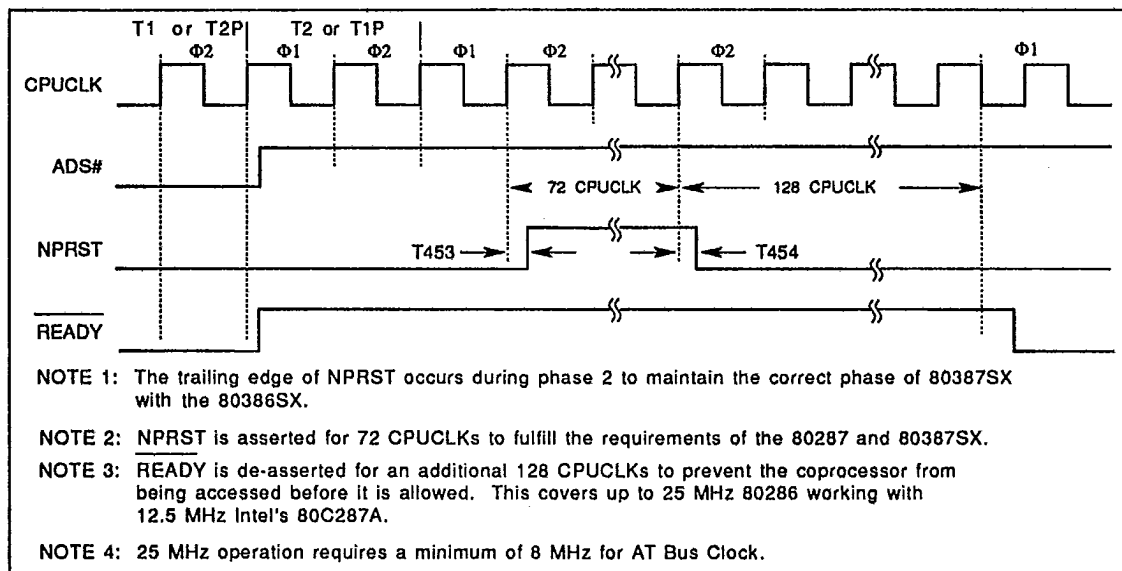 T1 or T2P T2 or T1P
Φ2 Φ1 Φ2 Φ1 Φ2 Φ2 Φ1
CPUCLK
ADS#
72 CPUCLK 128 CPUCLK
NPRST
T453 T454
READY
NOTE 1: The trailing edge of NPRST occurs during phase 2 to maintain the correct phase of 80387SX
with the 80386SX.
NOTE 2: NPRST is asserted for 72 CPUCLKs to fulfill the requirements of the 80287 and 80387SX.
NOTE 3: READY is de-asserted for an additional 128 CPUCLKs to prevent the coprocessor from
being accessed before it is allowed. This covers up to 25 MHz 80286 working with
12.5 MHz Intel's 80C287A.
NOTE 4: 25 MHz operation requires a minimum of 8 MHz for AT Bus Clock.